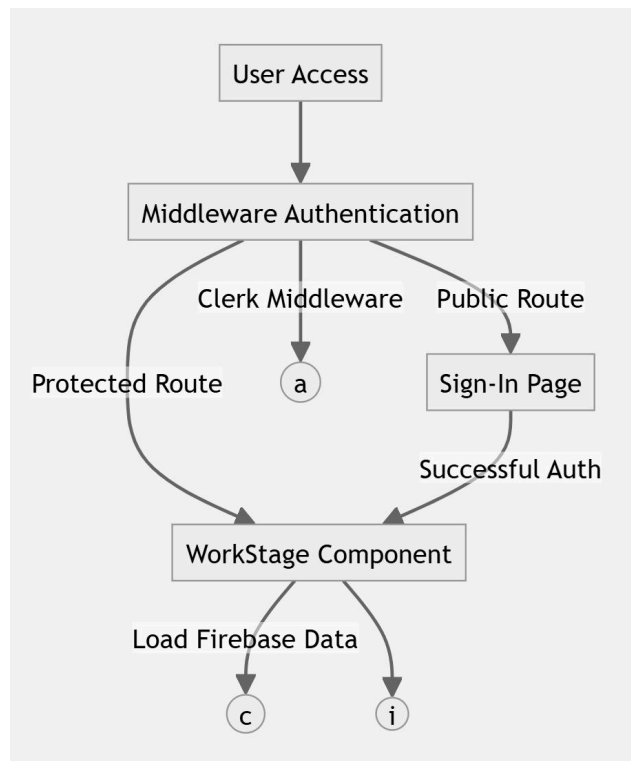 User Access
Middleware Authentication
Clerk Middleware
Public Route
Protected Route
a
Sign-In Page
Successful Auth
WorkStage Component
Load Firebase Data
c
i